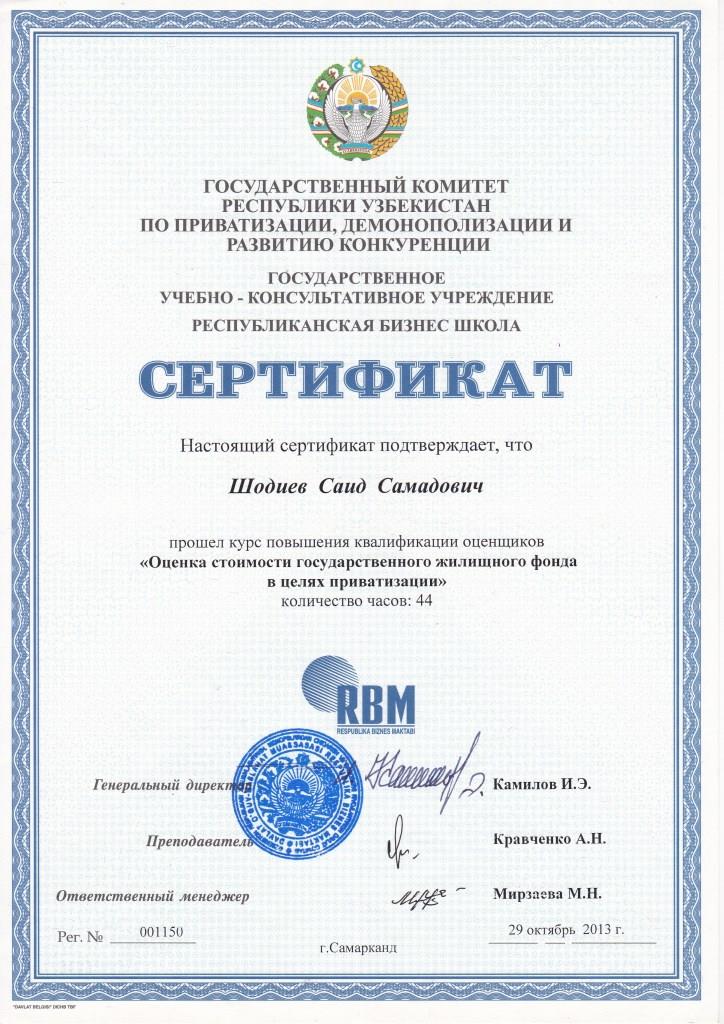 ГОСУДАРСТВЕННЫЙ КОМИТЕТ
РЕСПУБЛИКИ УЗБЕКИСТАН
ПО ПРИВАТИЗАЦИИ, ДЕМОНОПОЛИЗАЦИИ И
РАЗВИТИЮ КОНКУРЕНЦИИ
ГОСУДАРСТВЕННОЕ
УЧЕБНО - КОНСУЛЬТАТИВНОЕ УЧРЕЖДЕНИЕ
РЕСПУБЛИКАНСКАЯ БИЗНЕС ШКОЛА
СЕРТИФИКАТ
Настоящий сертификат подтверждает, что
Шодиев Саид Самадович
прошел курс повышения квалификации оценщиков
«Оценка стоимости государственного жилищного фонда
в целях приватизации»
количество часов: 44
RBM
RESPUBLIKA BIZNES MAKTABI
Генеральный директор Камилов И.Э.
Преподаватель Кравченко А.Н.
Ответственный менеджер Мирзаева М.Н.
Рег. № 001150 29 октябрь 2013 г.
г.Самарканд
"DAVLAT BELGISI" DICHB TBF